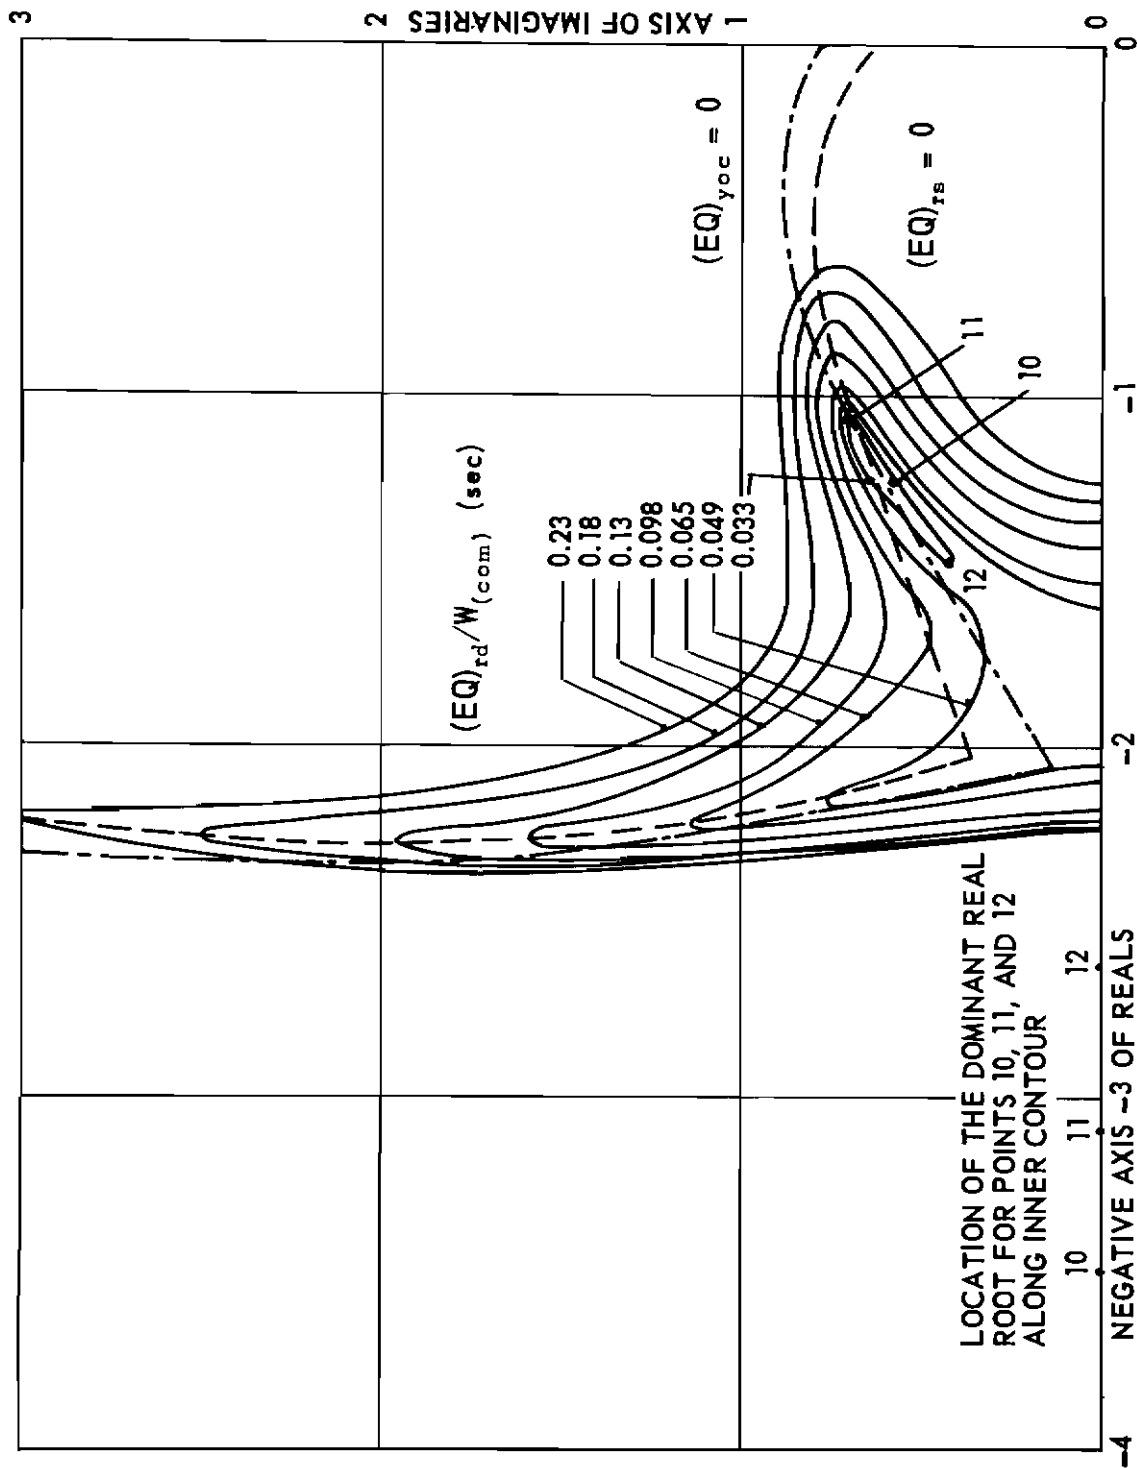 3
2
AXIS OF IMAGINARIES
1
0
0
-1
-2
NEGATIVE AXIS -3 OF REALS
-4
(EQ)yoc = 0
(EQ)rs = 0
(EQ)rd/W(com) (sec)
0.23
0.18
0.13
0.098
0.065
0.049
0.033
11
10
12
LOCATION OF THE DOMINANT REAL
ROOT FOR POINTS 10, 11, AND 12
ALONG INNER CONTOUR
10
11
12